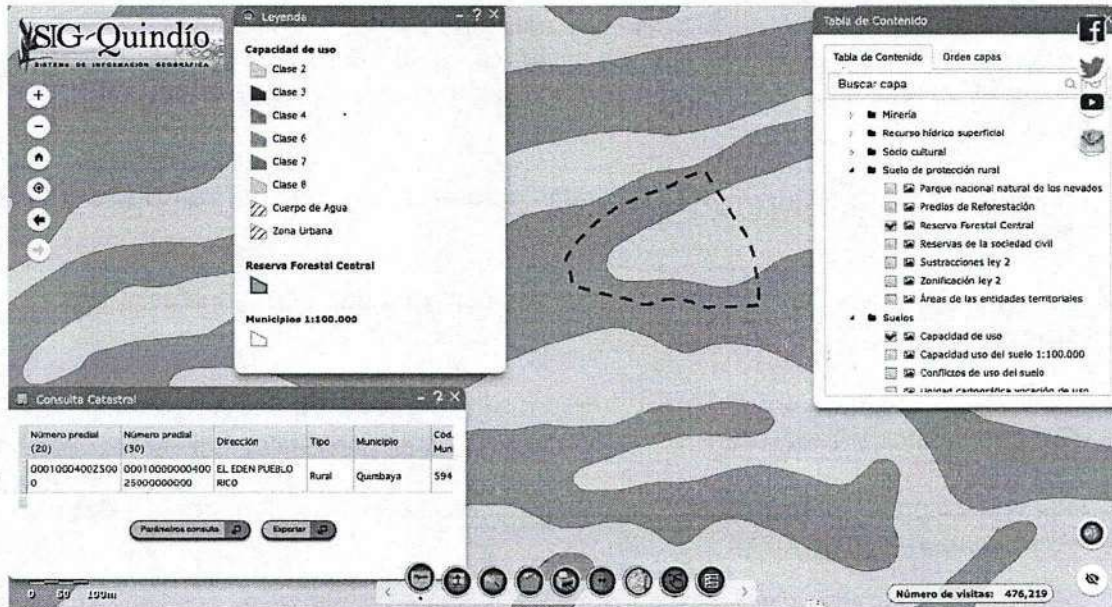 SIG-Quindío
SISTEMA DE INFORMACIÓN GEOGRÁFICA
Leyenda
Capacidad de uso
Clase 2
Clase 3
Clase 4
Clase 6
Clase 7
Clase 8
Cuerpo de Agua
Zona Urbana
Reserva Forestal Central
Municipios 1:100.000
Tabla de Contenido
Tabla de Contenido
Orden capas
Buscar capa
Minería
Recurso hídrico superficial
Socio cultural
Suelo de protección rural
Parque nacional natural de los nevados
Predios de Reforestación
Reserva Forestal Central
Reservas de la sociedad civil
Sustracciones ley 2
Zonificación ley 2
Áreas de las entidades territoriales
Suelos
Capacidad de uso
Capacidad uso del suelo 1:100.000
Conflictos de uso del suelo
Unidad cartográfica vocación de uso
Consulta Catastral
Número predial (20)
Número predial (30)
Dirección
Tipo
Municipio
Cód. Mun
00010004002500
0
00010000000400
25000000000
EL EDEN PUEBLO
RICO
Rural
Quimbaya
594
Parámetros consulta
Exportar
0 50 100m
Número de visitas: 476,219